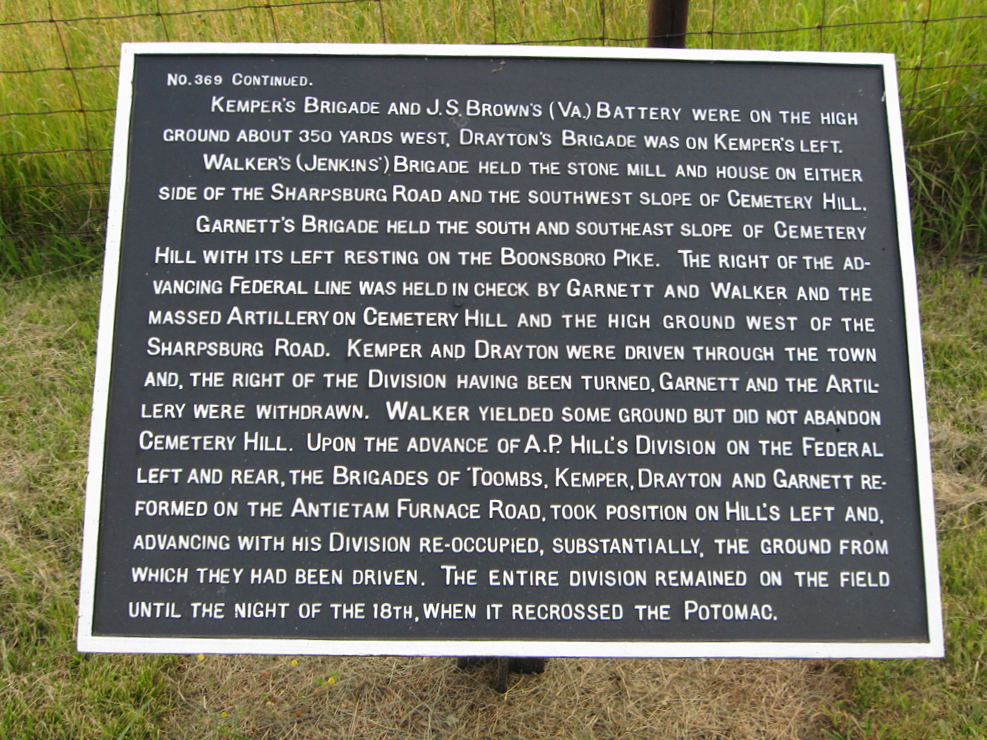 No. 369 Continued.
Kemper's Brigade and J.S. Brown's (Va.) Battery were on the high
ground about 350 yards west, Drayton's Brigade was on Kemper's left.
Walker's (Jenkins') Brigade held the stone mill and house on either
side of the Sharpsburg Road and the southwest slope of Cemetery Hill.
Garnett's Brigade held the south and southeast slope of Cemetery
Hill with its left resting on the Boonsboro Pike. The right of the ad-
vancing Federal line was held in check by Garnett and Walker and the
massed Artillery on Cemetery Hill and the high ground west of the
Sharpsburg Road. Kemper and Drayton were driven through the town
and, the right of the Division having been turned, Garnett and the Artil-
lery were withdrawn. Walker yielded some ground but did not abandon
Cemetery Hill. Upon the advance of A.P. Hill's Division on the Federal
left and rear, the Brigades of Toombs, Kemper, Drayton and Garnett re-
formed on the Antietam Furnace Road, took position on Hill's left and,
advancing with his Division re-occupied, substantially, the ground from
which they had been driven. The entire division remained on the field
until the night of the 18th, when it recrossed the Potomac.